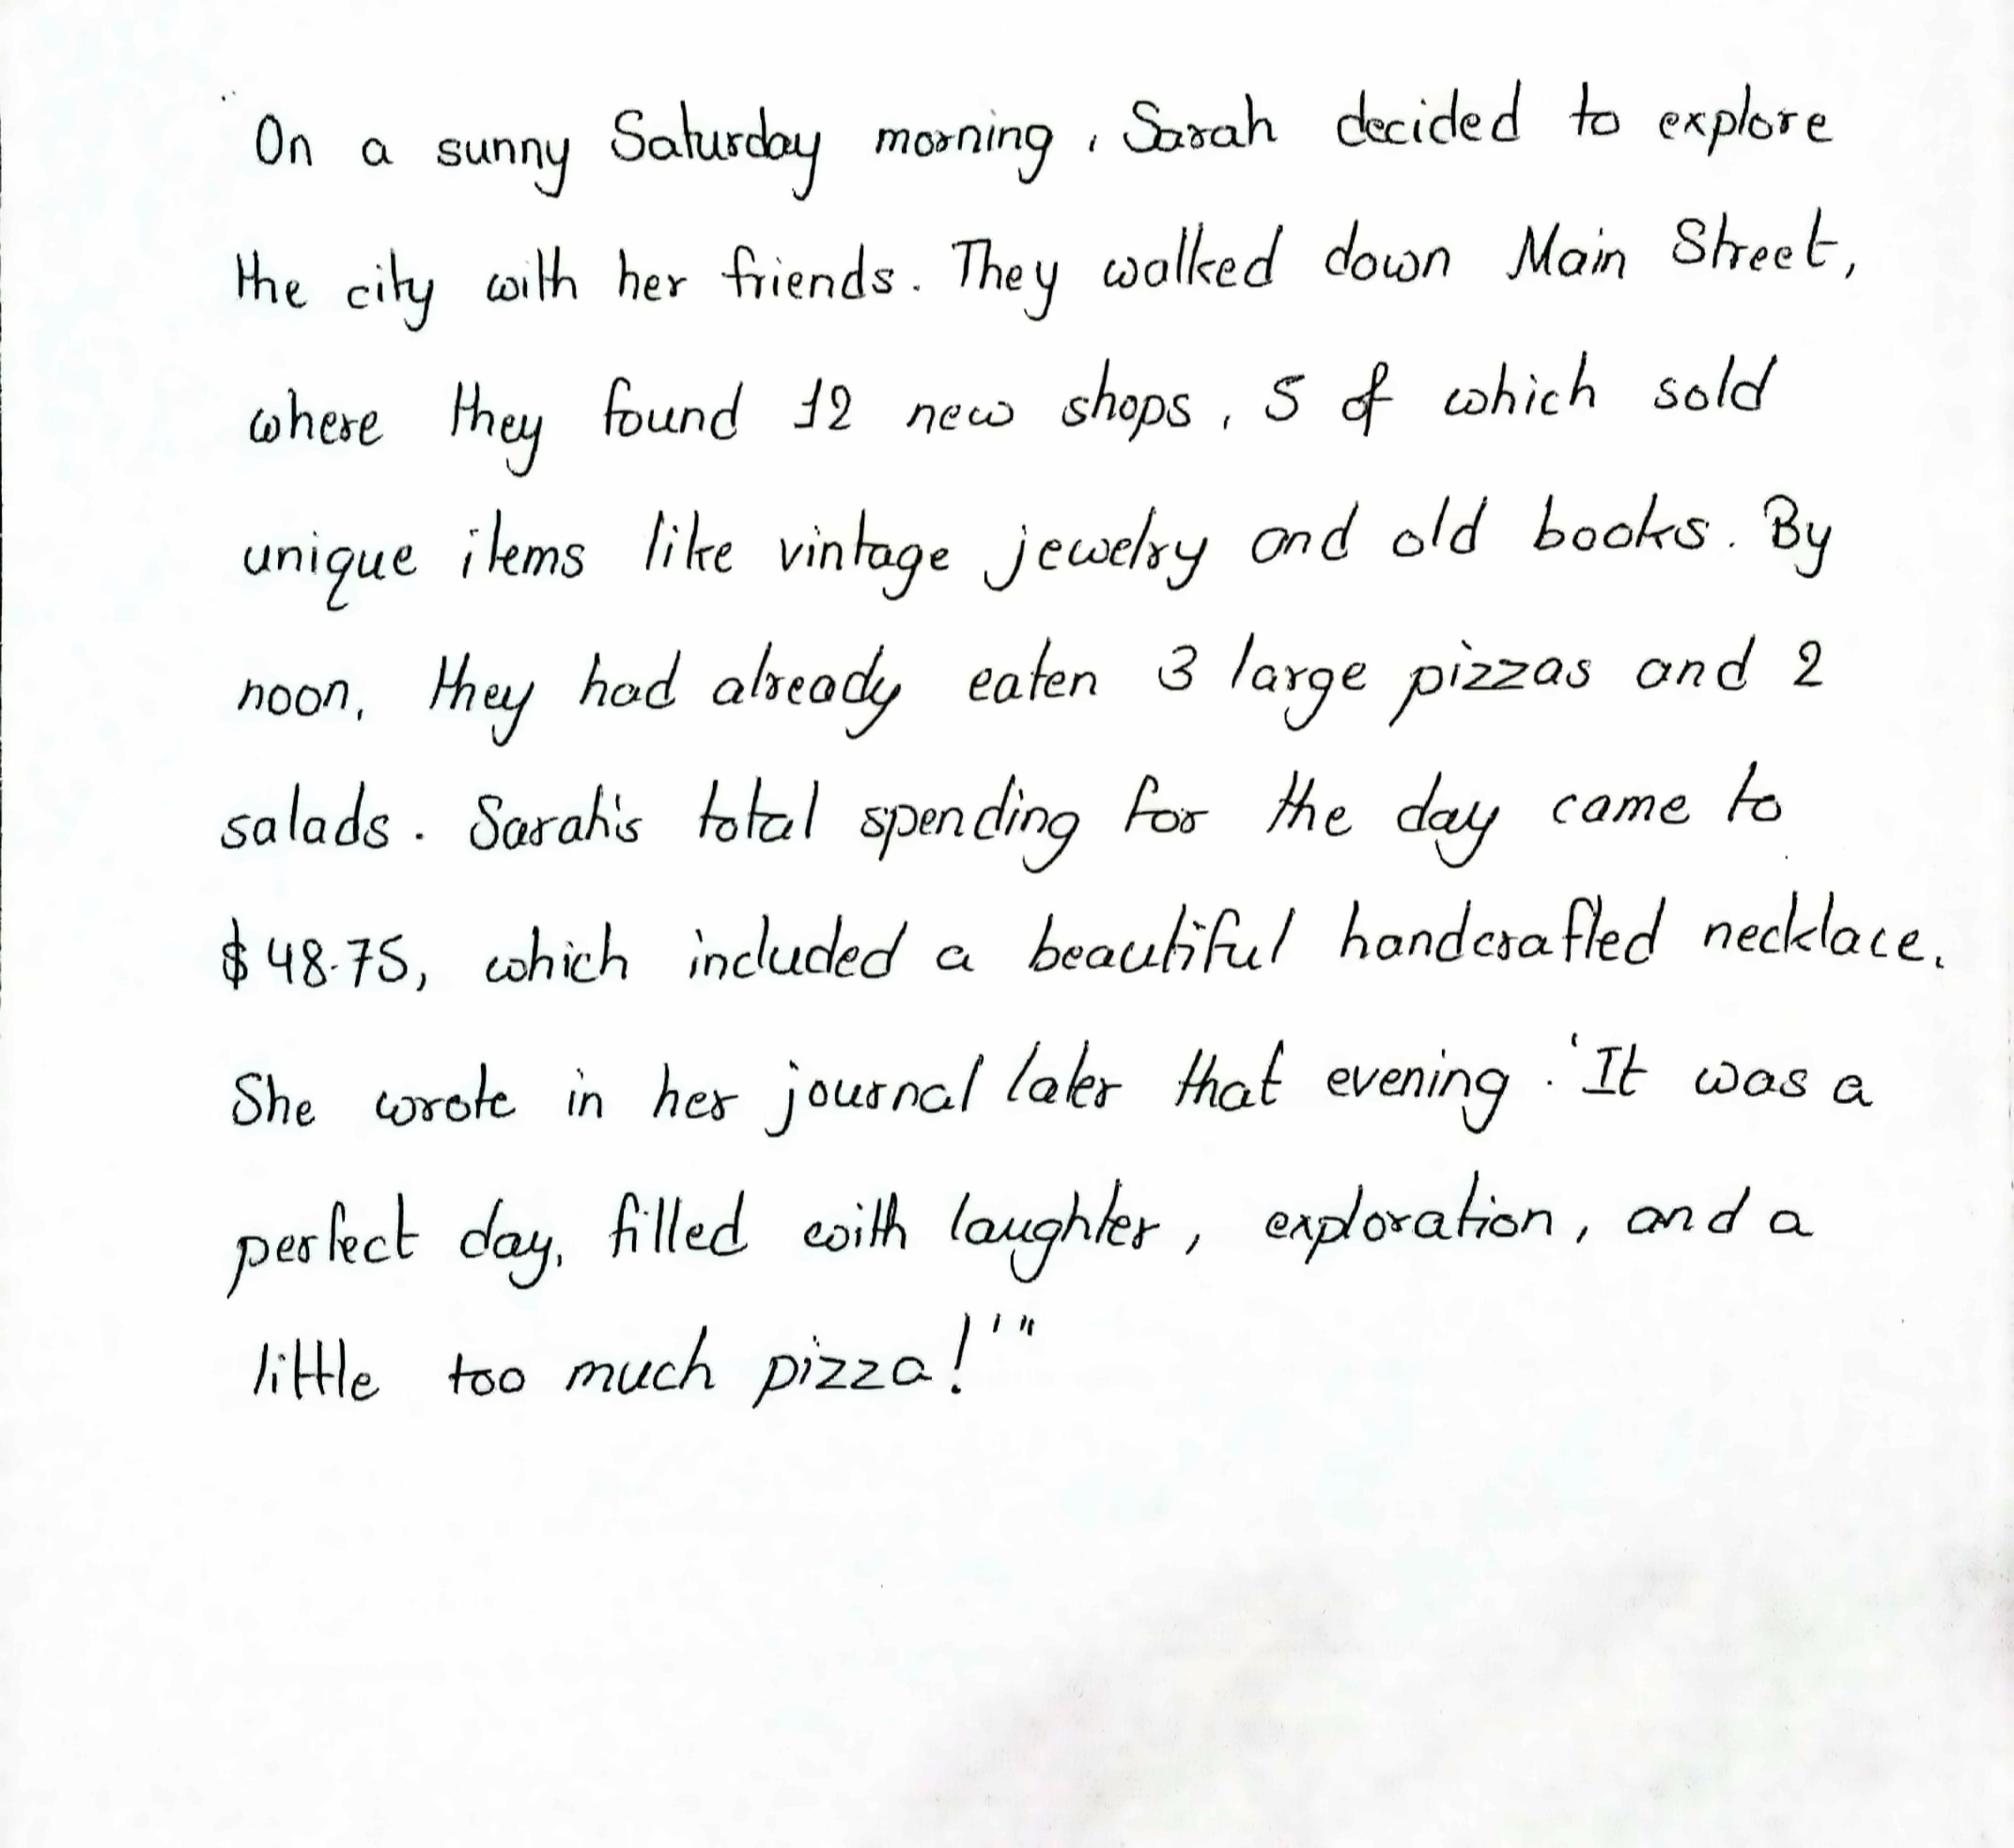 "On a sunny Saturday morning, Sarah decided to explore
the city with her friends. They walked down Main Street,
where they found 12 new shops, 5 of which sold
unique items like vintage jewelry and old books. By
noon, they had already eaten 3 large pizzas and 2
salads. Sarah's total spending for the day came to
$48.75, which included a beautiful handcrafted necklace.
She wrote in her journal later that evening. 'It was a
perfect day, filled with laughter, exploration, and a
little too much pizza!'"